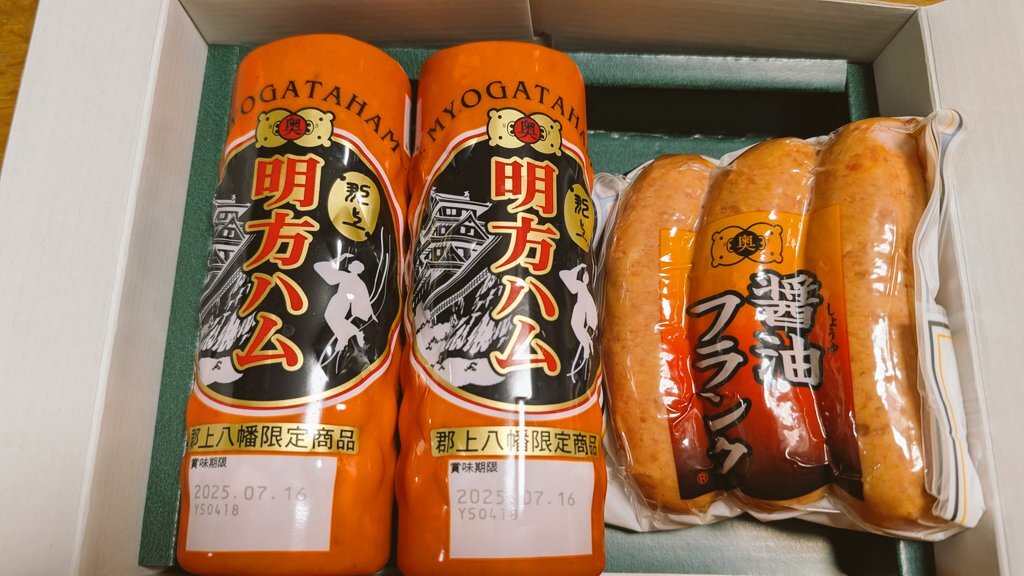 YOGATAHAM
奥
明方ハム
郡上
郡上八幡限定商品
賞味期限
2025.07.16
YS0418
MYOGATAHA
奥
明方ハム
郡上
郡上八幡限定商品
賞味期限
2025.07.16
YS0418
奥
醤油
しょうゆ
フランク
®